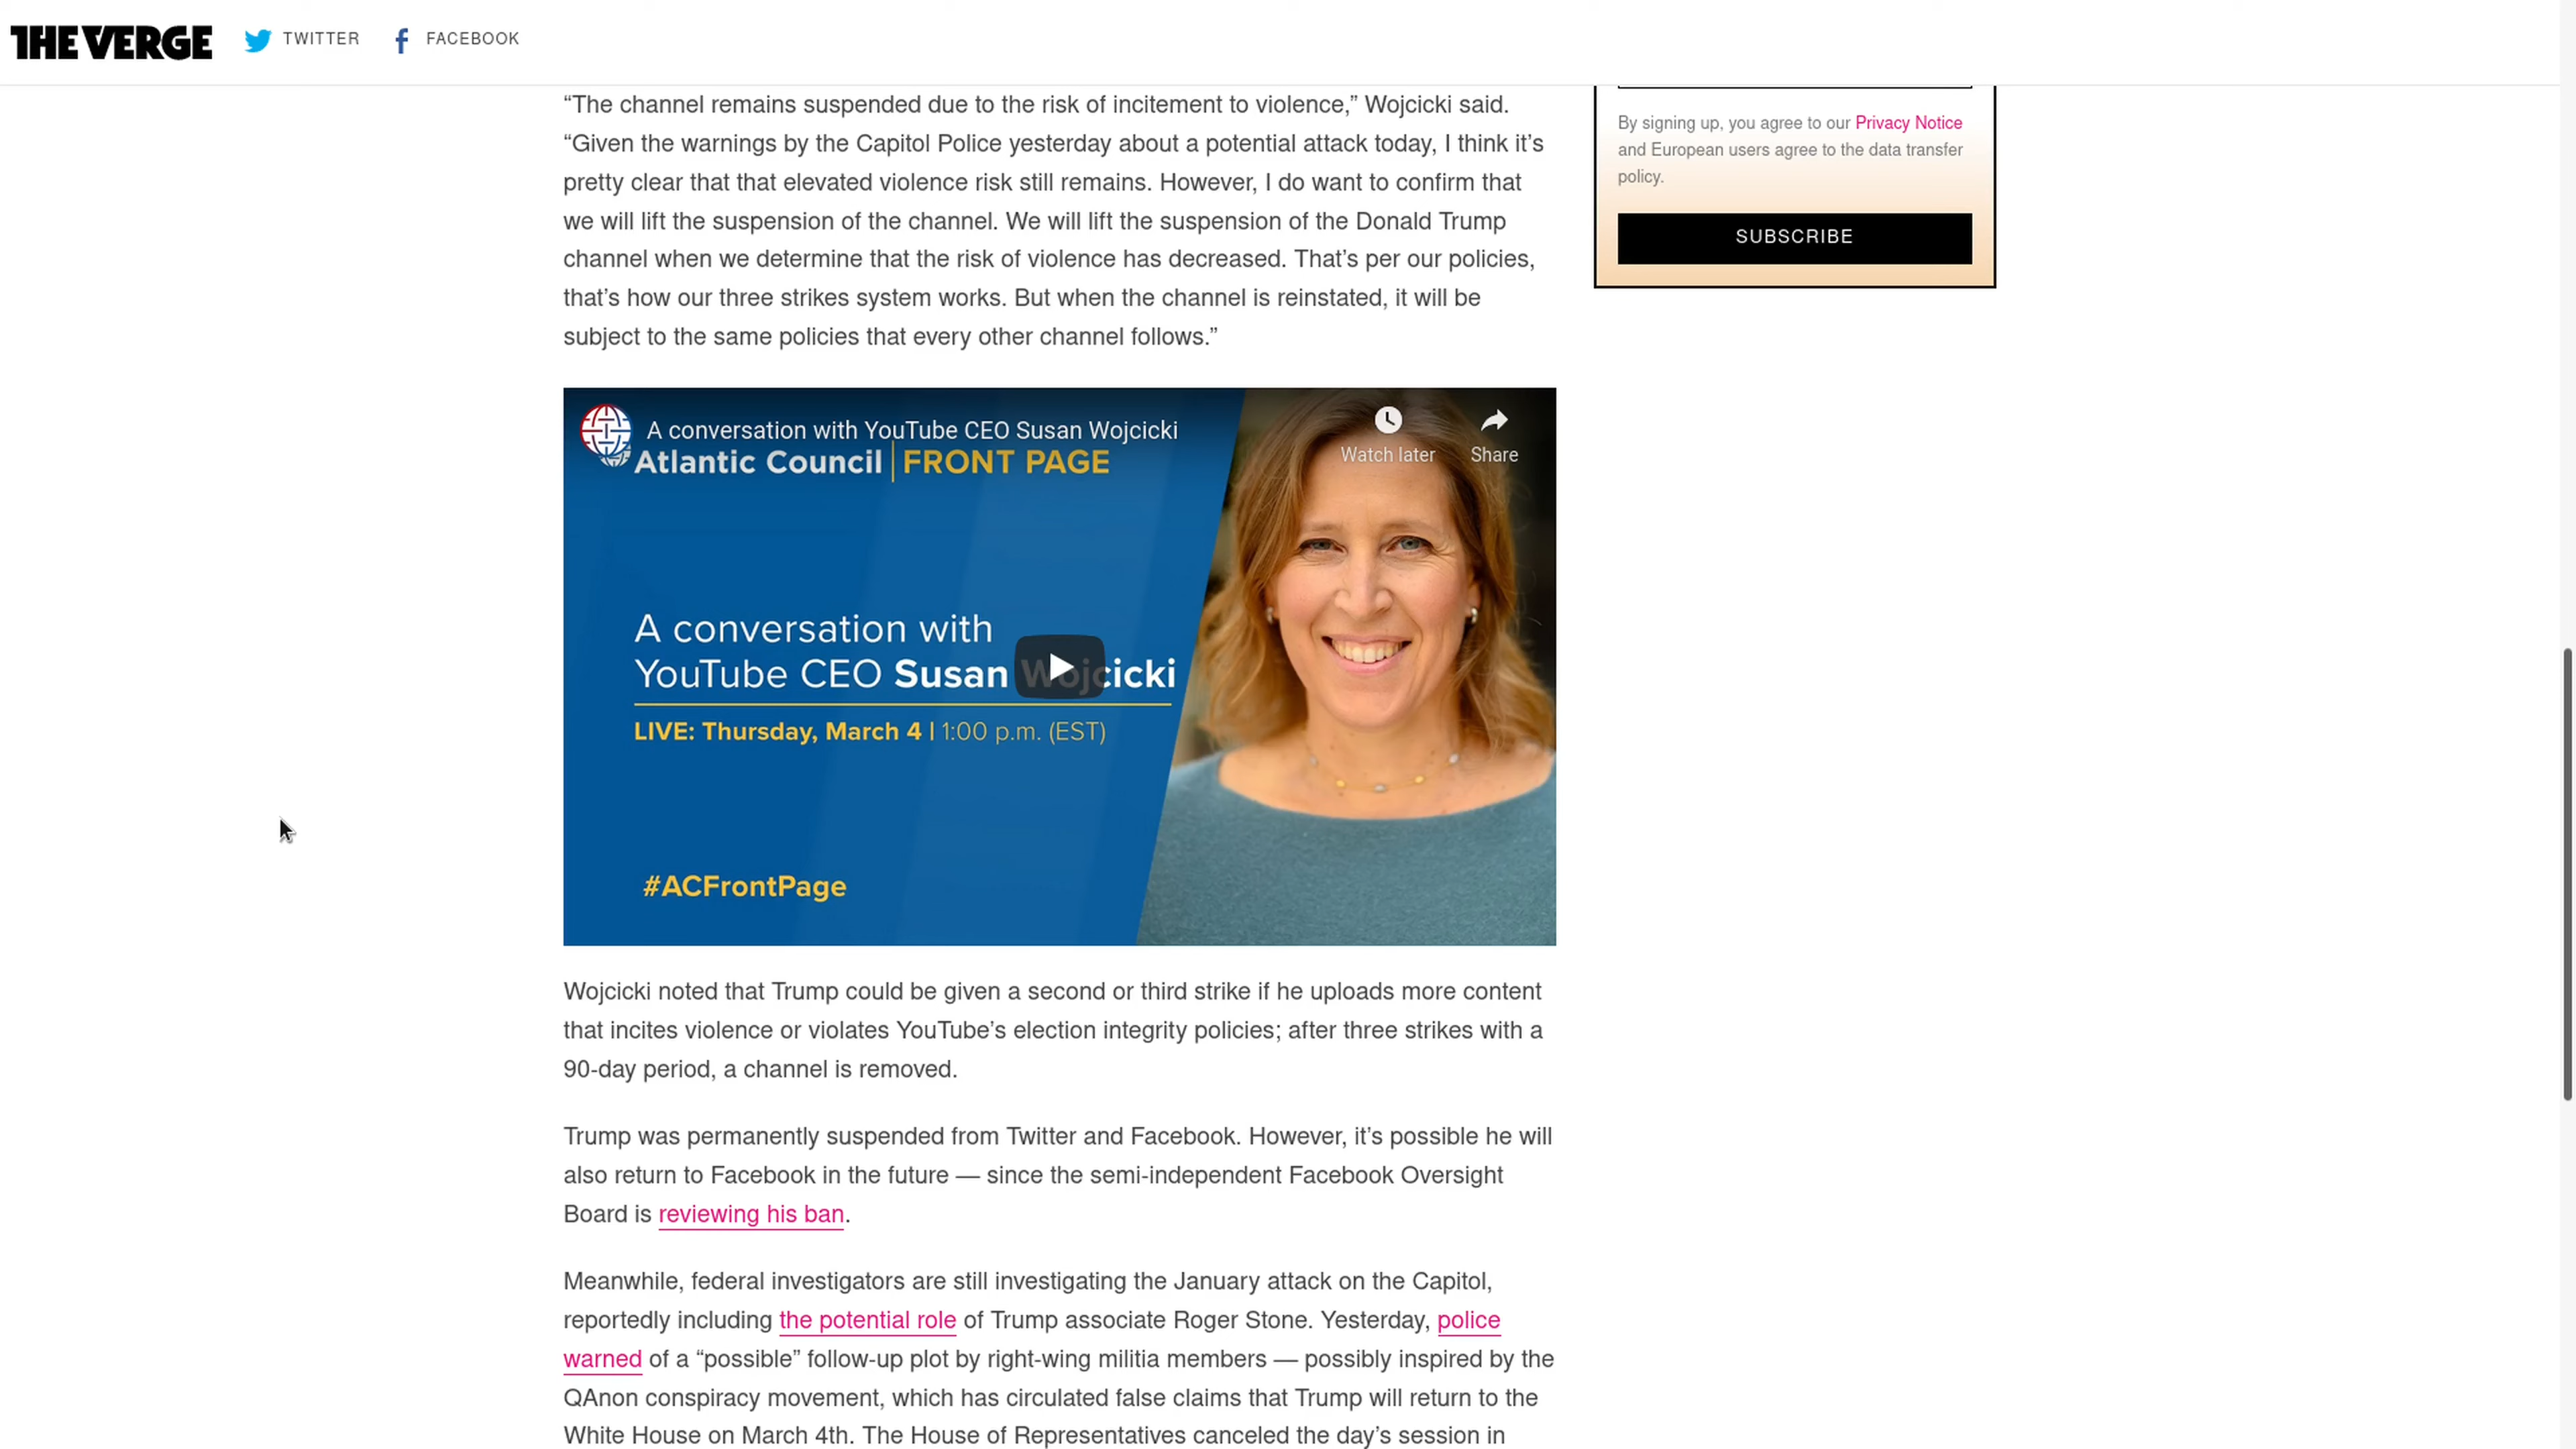 THE VERGE TWITTER FACEBOOK
“The channel remains suspended due to the risk of incitement to violence,” Wojcicki said.
“Given the warnings by the Capitol Police yesterday about a potential attack today, I think it’s
pretty clear that that elevated violence risk still remains. However, I do want to confirm that
we will lift the suspension of the channel. We will lift the suspension of the Donald Trump
channel when we determine that the risk of violence has decreased. That’s per our policies,
that’s how our three strikes system works. But when the channel is reinstated, it will be
subject to the same policies that every other channel follows.”
By signing up, you agree to our Privacy Notice
and European users agree to the data transfer
policy.
SUBSCRIBE
A conversation with YouTube CEO Susan Wojcicki
Watch later
Share
Atlantic Council | FRONT PAGE
A conversation with
YouTube CEO Susan Wojcicki
LIVE: Thursday, March 4 | 1:00 p.m. (EST)
#ACFrontPage
Wojcicki noted that Trump could be given a second or third strike if he uploads more content
that incites violence or violates YouTube’s election integrity policies; after three strikes with a
90-day period, a channel is removed.
Trump was permanently suspended from Twitter and Facebook. However, it’s possible he will
also return to Facebook in the future — since the semi-independent Facebook Oversight
Board is reviewing his ban.
Meanwhile, federal investigators are still investigating the January attack on the Capitol,
reportedly including the potential role of Trump associate Roger Stone. Yesterday, police
warned of a “possible” follow-up plot by right-wing militia members — possibly inspired by the
QAnon conspiracy movement, which has circulated false claims that Trump will return to the
White House on March 4th. The House of Representatives canceled the day’s session in